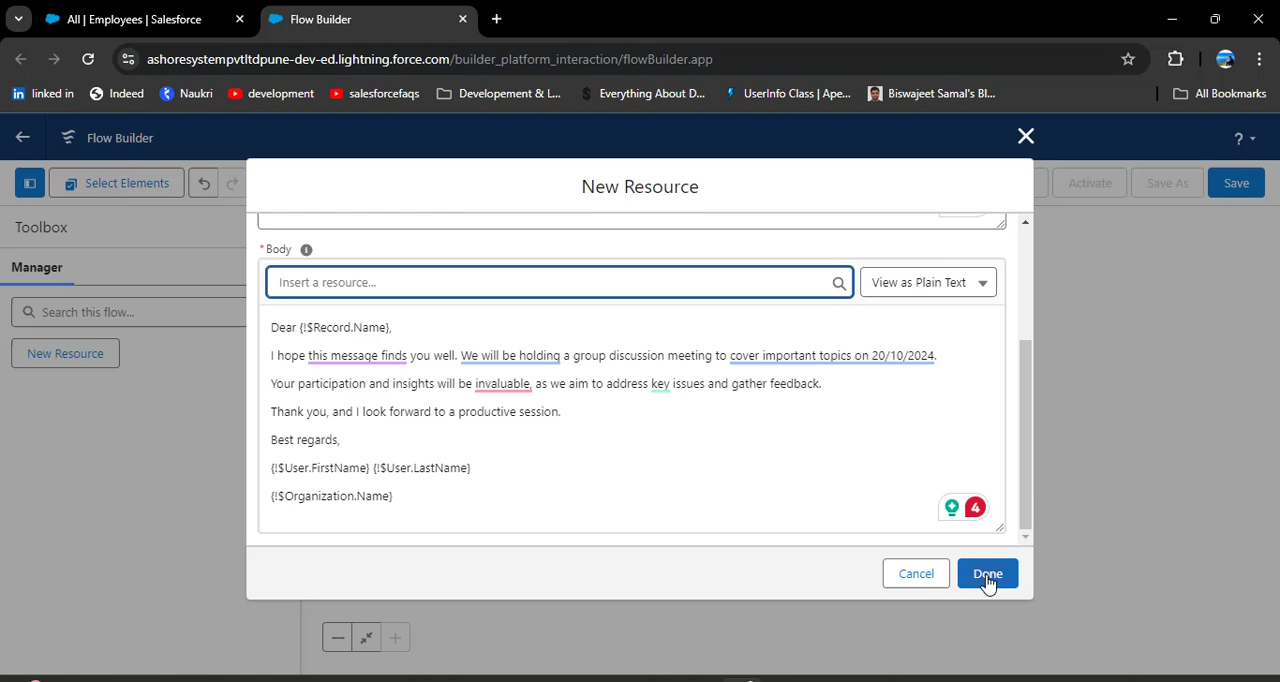 All | Employees | Salesforce
Flow Builder
ashoresystempvtltdpune-dev-ed.lightning.force.com/builder_platform_interaction/flowBuilder.app
linked in
Indeed
Naukri
development
salesforcefaqs
Developement & L...
Everything About D...
UserInfo Class | Ape...
Biswajeet Samal's Bl...
All Bookmarks
Flow Builder
?
Select Elements
Activate
Save As
Save
New Resource
Toolbox
Manager
Search this flow...
New Resource
* Body
Insert a resource...
View as Plain Text
Dear {!$Record.Name},
I hope this message finds you well. We will be holding a group discussion meeting to cover important topics on 20/10/2024.
Your participation and insights will be invaluable, as we aim to address key issues and gather feedback.
Thank you, and I look forward to a productive session.
Best regards,
{!$User.FirstName} {!$User.LastName}
{!$Organization.Name}
4
Cancel
Done